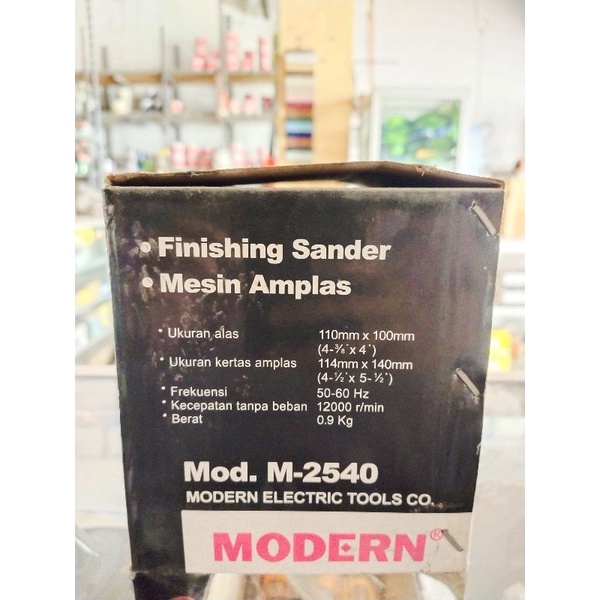 • Finishing Sander
• Mesin Amplas
* Ukuran alas 110mm x 100mm
(4-⅜" x 4")
* Ukuran kertas amplas 114mm x 140mm
(4-½" x 5-½")
* Frekuensi 50-60 Hz
* Kecepatan tanpa beban 12000 r/min
* Berat 0.9 Kg
Mod. M-2540
MODERN ELECTRIC TOOLS CO.
MODERN®